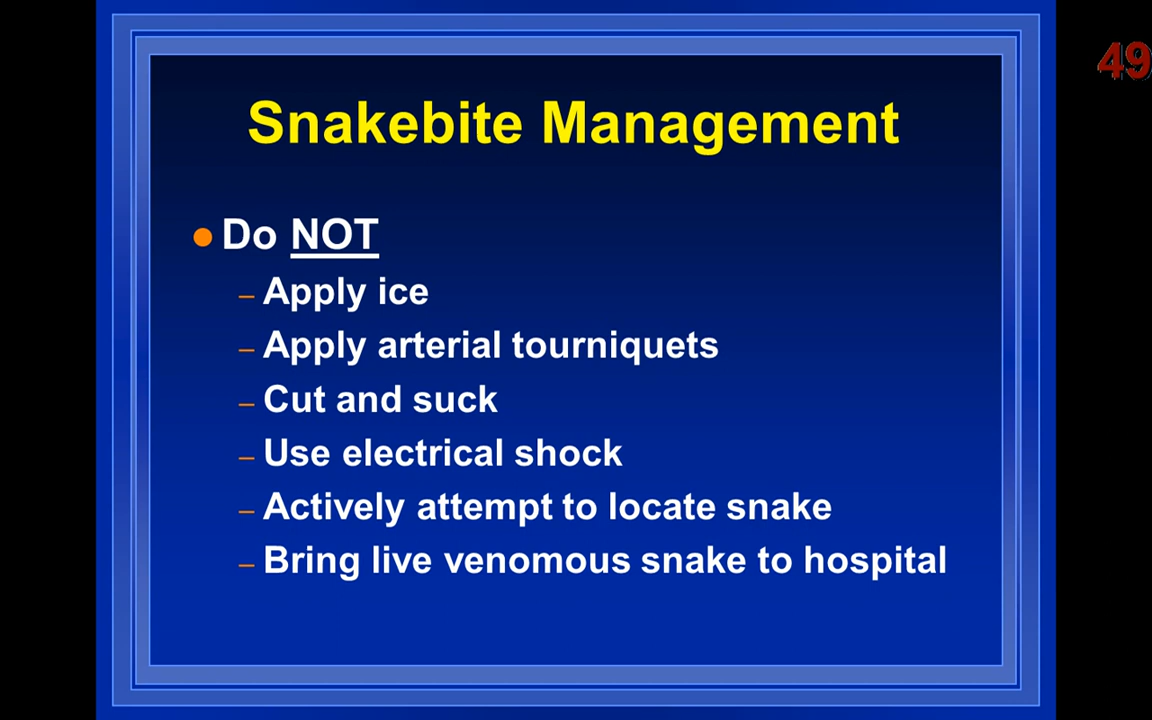 Snakebite Management
49
● Do NOT
– Apply ice
– Apply arterial tourniquets
– Cut and suck
– Use electrical shock
– Actively attempt to locate snake
– Bring live venomous snake to hospital